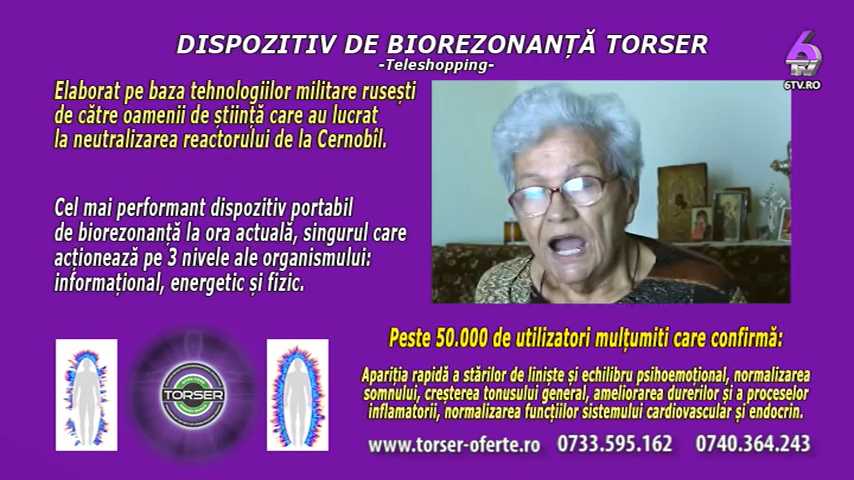 DISPOZITIV DE BIOREZONANȚĂ TORSER
-Teleshopping-
6
TV
6TV.RO
Elaborat pe baza tehnologiilor militare rusești
de către oamenii de știință care au lucrat
la neutralizarea reactorului de la Cernobîl.
Cel mai performant dispozitiv portabil
de biorezonanță la ora actuală, singurul care
acționează pe 3 nivele ale organismului:
informațional, energetic și fizic.
TORSER
Peste 50.000 de utilizatori mulțumiti care confirmă:
Apariția rapidă a stărilor de liniște și echilibru psihoemoțional, normalizarea
somnului, creșterea tonusului general, ameliorarea durerilor și a proceselor
inflamatorii, normalizarea funcțiilor sistemului cardiovascular și endocrin.
www.torser-oferte.ro 0733.595.162 0740.364.243